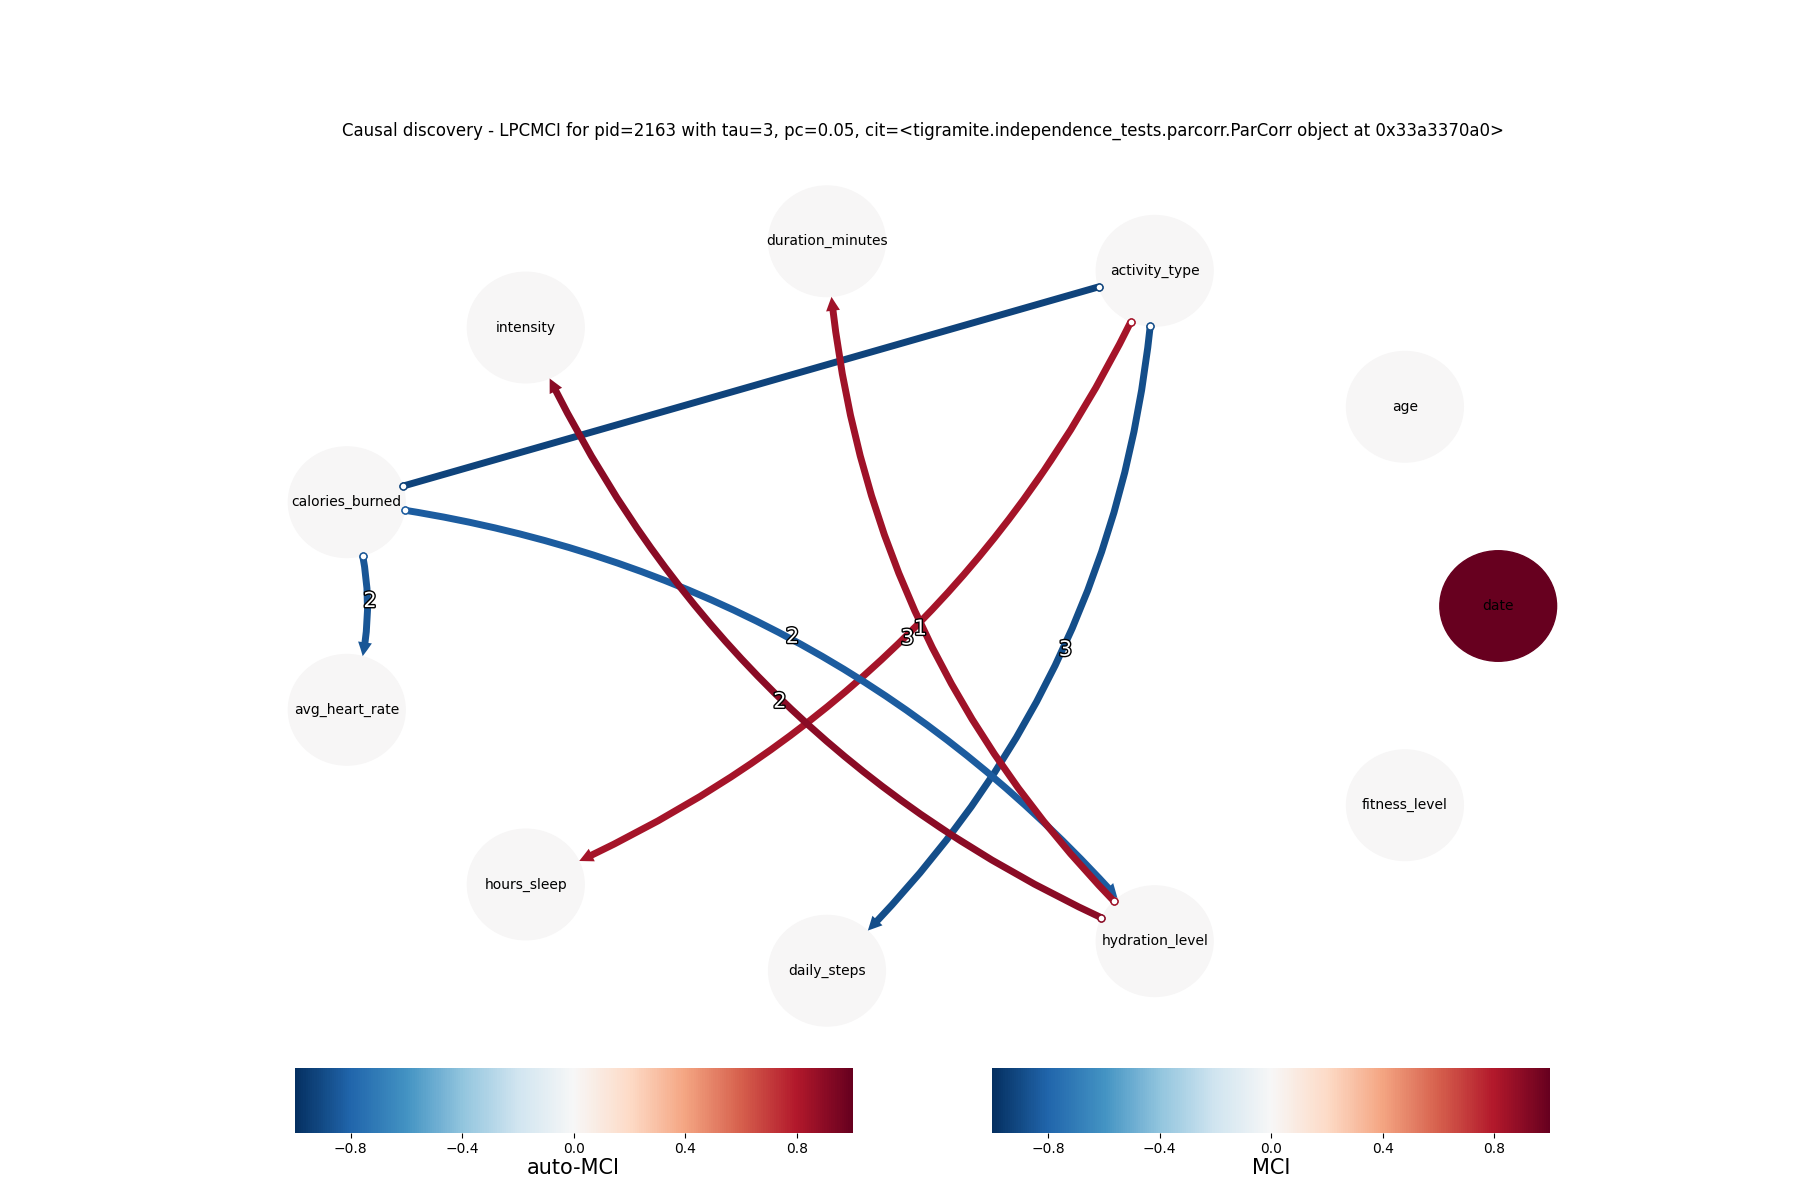 Causal discovery - LPCMCI for pid=2163 with tau=3, pc=0.05, cit=<tigramite.independence_tests.parcorr.ParCorr object at 0x33a3370a0>
duration_minutes
activity_type
intensity
age
calories_burned
2
date
1
2
3
3
2
avg_heart_rate
fitness_level
hours_sleep
hydration_level
daily_steps
−0.8 −0.4 0.0 0.4 0.8
auto-MCI
−0.8 −0.4 0.0 0.4 0.8
MCI